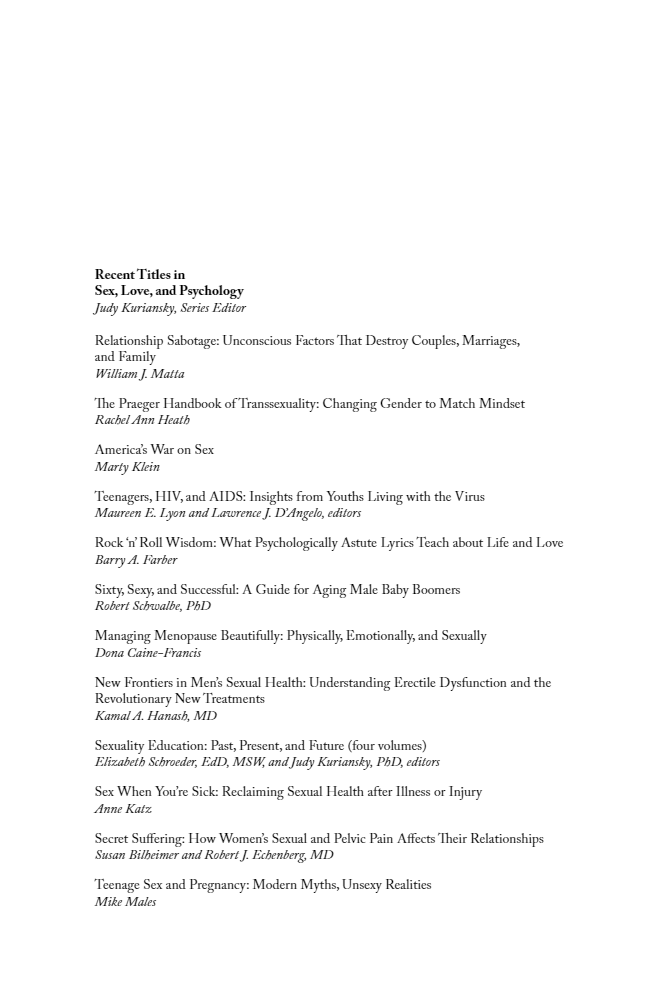 Recent Titles in
Sex, Love, and Psychology
Judy Kuriansky, Series Editor
Relationship Sabotage: Unconscious Factors That Destroy Couples, Marriages,
and Family
William J. Matta
The Praeger Handbook of Transsexuality: Changing Gender to Match Mindset
Rachel Ann Heath
America’s War on Sex
Marty Klein
Teenagers, HIV, and AIDS: Insights from Youths Living with the Virus
Maureen E. Lyon and Lawrence J. D’Angelo, editors
Rock ‘n’ Roll Wisdom: What Psychologically Astute Lyrics Teach about Life and Love
Barry A. Farber
Sixty, Sexy, and Successful: A Guide for Aging Male Baby Boomers
Robert Schwalbe, PhD
Managing Menopause Beautifully: Physically, Emotionally, and Sexually
Dona Caine-Francis
New Frontiers in Men’s Sexual Health: Understanding Erectile Dysfunction and the
Revolutionary New Treatments
Kamal A. Hanash, MD
Sexuality Education: Past, Present, and Future (four volumes)
Elizabeth Schroeder, EdD, MSW, and Judy Kuriansky, PhD, editors
Sex When You’re Sick: Reclaiming Sexual Health after Illness or Injury
Anne Katz
Secret Suffering: How Women’s Sexual and Pelvic Pain Affects Their Relationships
Susan Bilheimer and Robert J. Echenberg, MD
Teenage Sex and Pregnancy: Modern Myths, Unsexy Realities
Mike Males